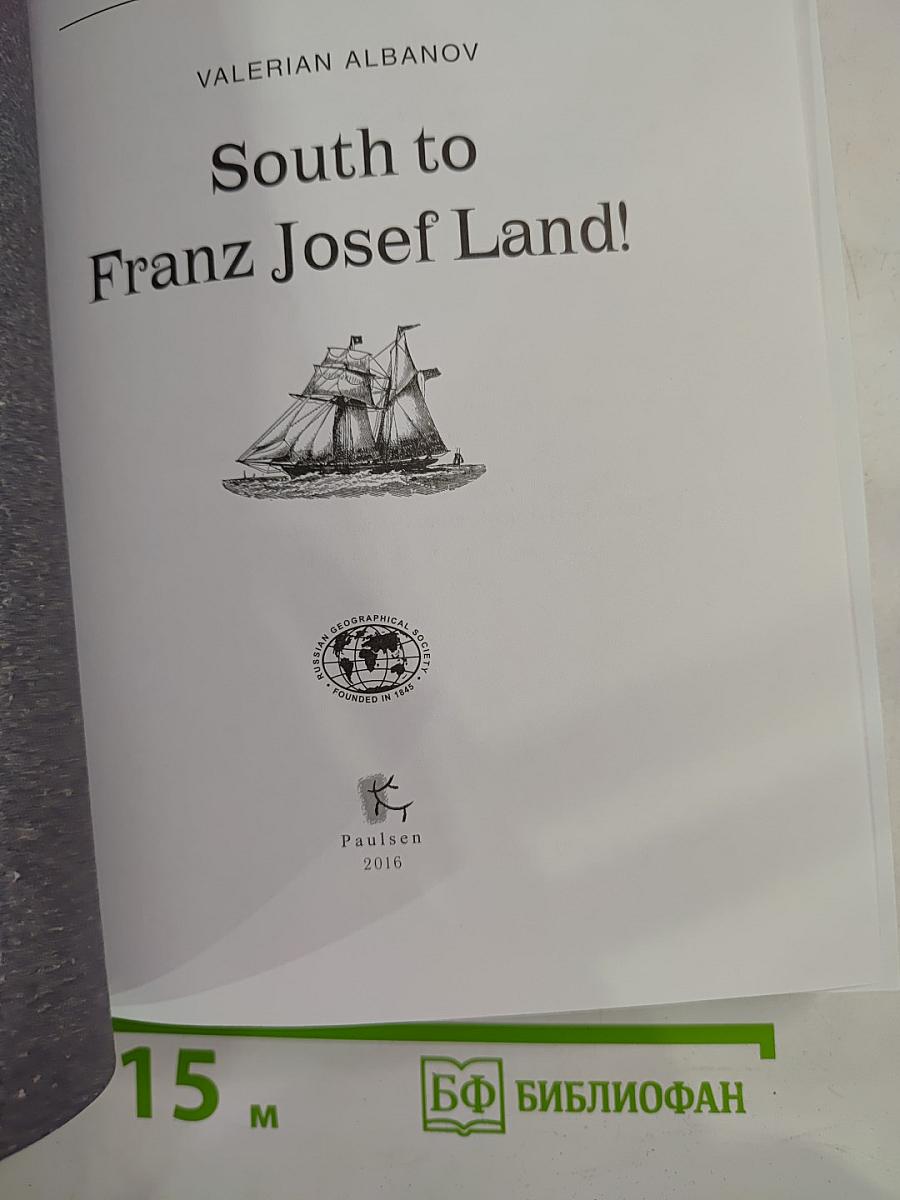 VALERIAN ALBANOV
South to
Franz Josef Land!
RUSSIAN GEOGRAPHICAL SOCIETY
• FOUNDED IN 1845 •
Paulsen
2016
15 м
БФ БИБЛИОФАН